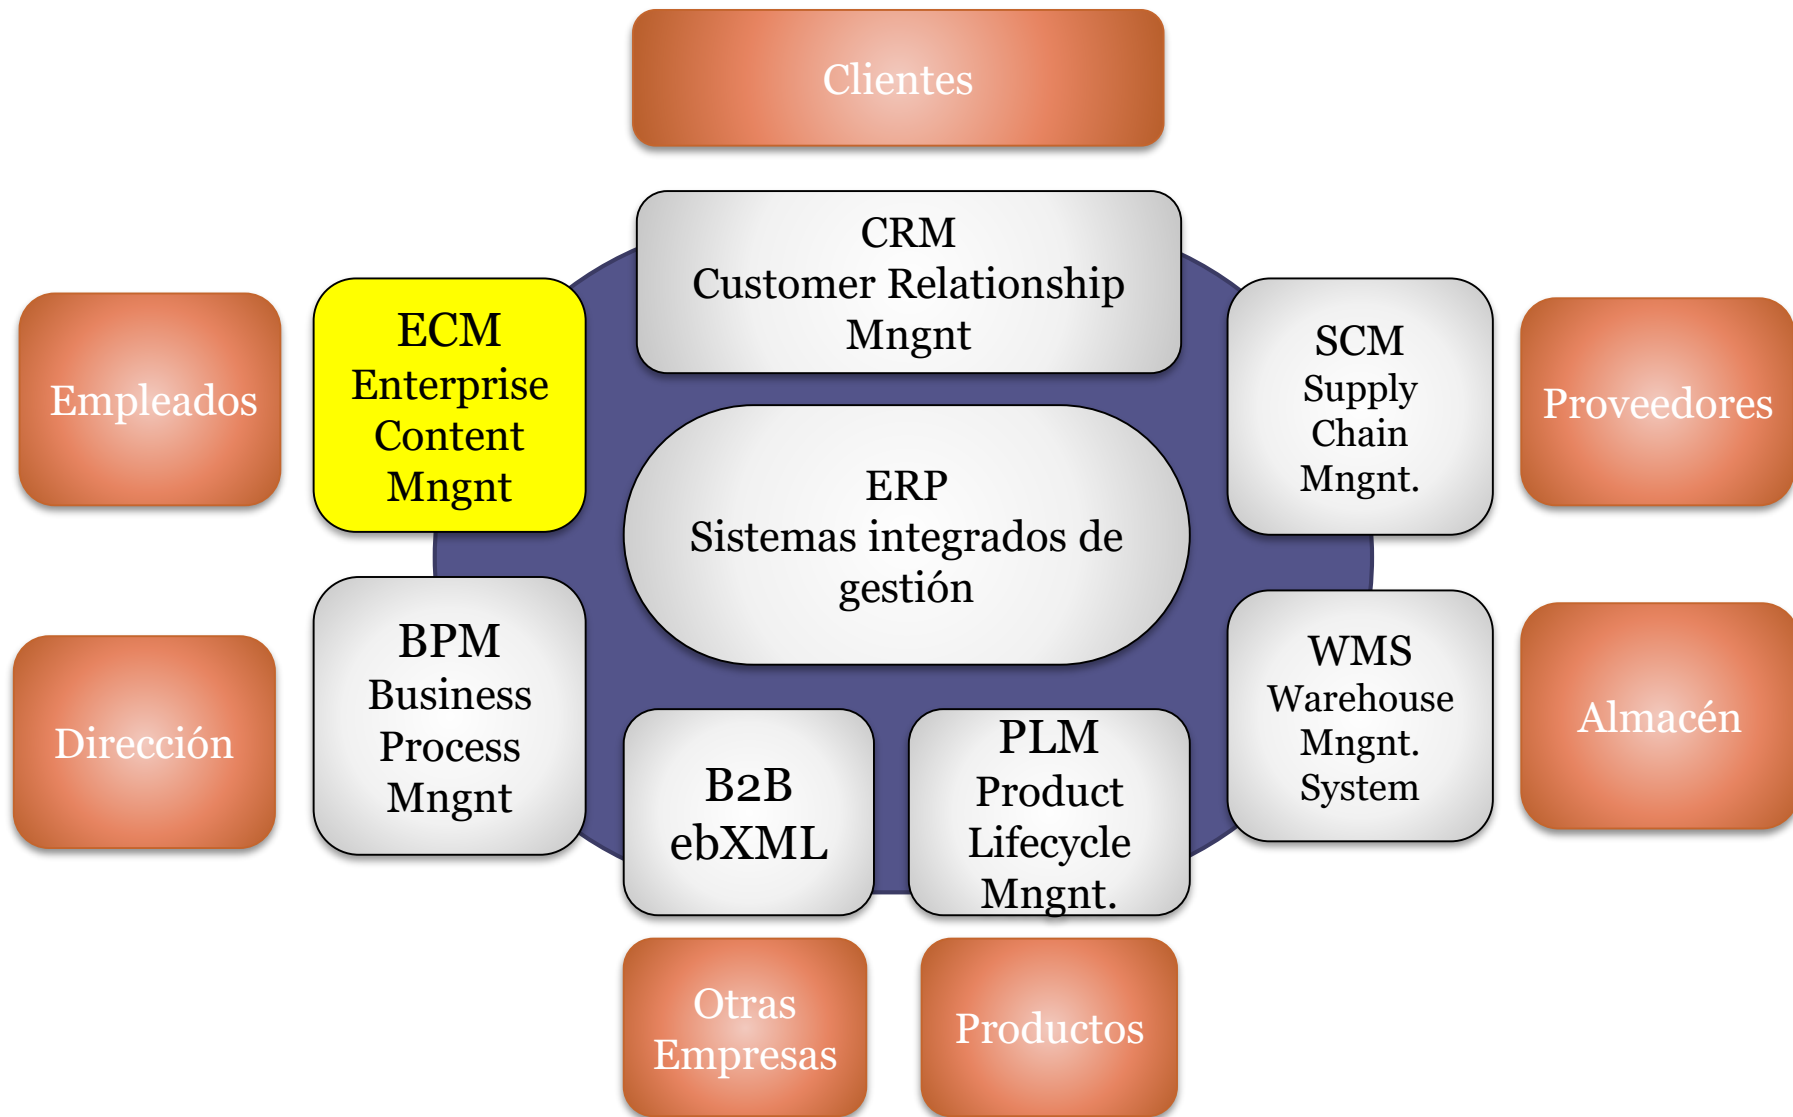 Clientes
CRM
Customer Relationship
Mngnt
Empleados
ECM
Enterprise
Content
Mngnt
SCM
Supply
Chain
Mngnt.
Proveedores
ERP
Sistemas integrados de
gestión
Dirección
BPM
Business
Process
Mngnt
WMS
Warehouse
Mngnt.
System
Almacén
B2B
ebXML
PLM
Product
Lifecycle
Mngnt.
Otras
Empresas
Productos